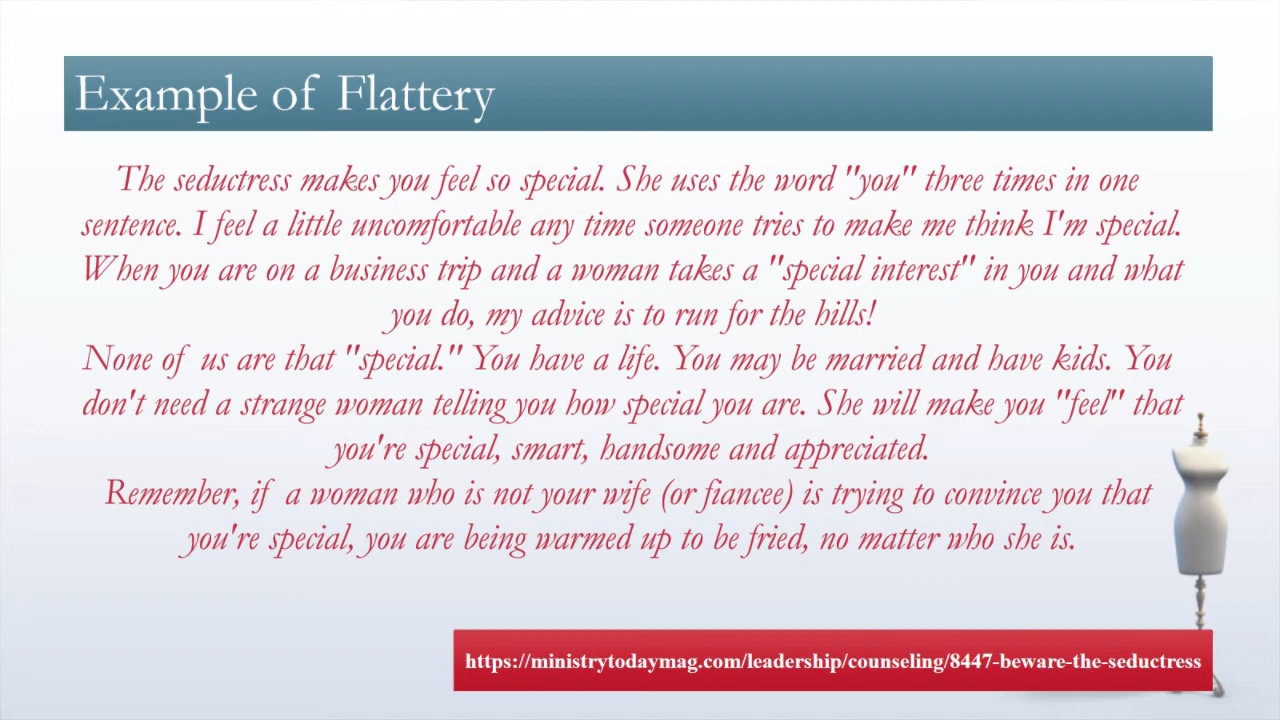 Example of Flattery
The seductress makes you feel so special. She uses the word "you" three times in one
sentence. I feel a little uncomfortable any time someone tries to make me think I'm special.
When you are on a business trip and a woman takes a "special interest" in you and what
you do, my advice is to run for the hills!
None of us are that "special." You have a life. You may be married and have kids. You
don't need a strange woman telling you how special you are. She will make you "feel" that
you're special, smart, handsome and appreciated.
Remember, if a woman who is not your wife (or fiancee) is trying to convince you that
you're special, you are being warmed up to be fried, no matter who she is.
https://ministrytodaymag.com/leadership/counseling/8447-beware-the-seductress